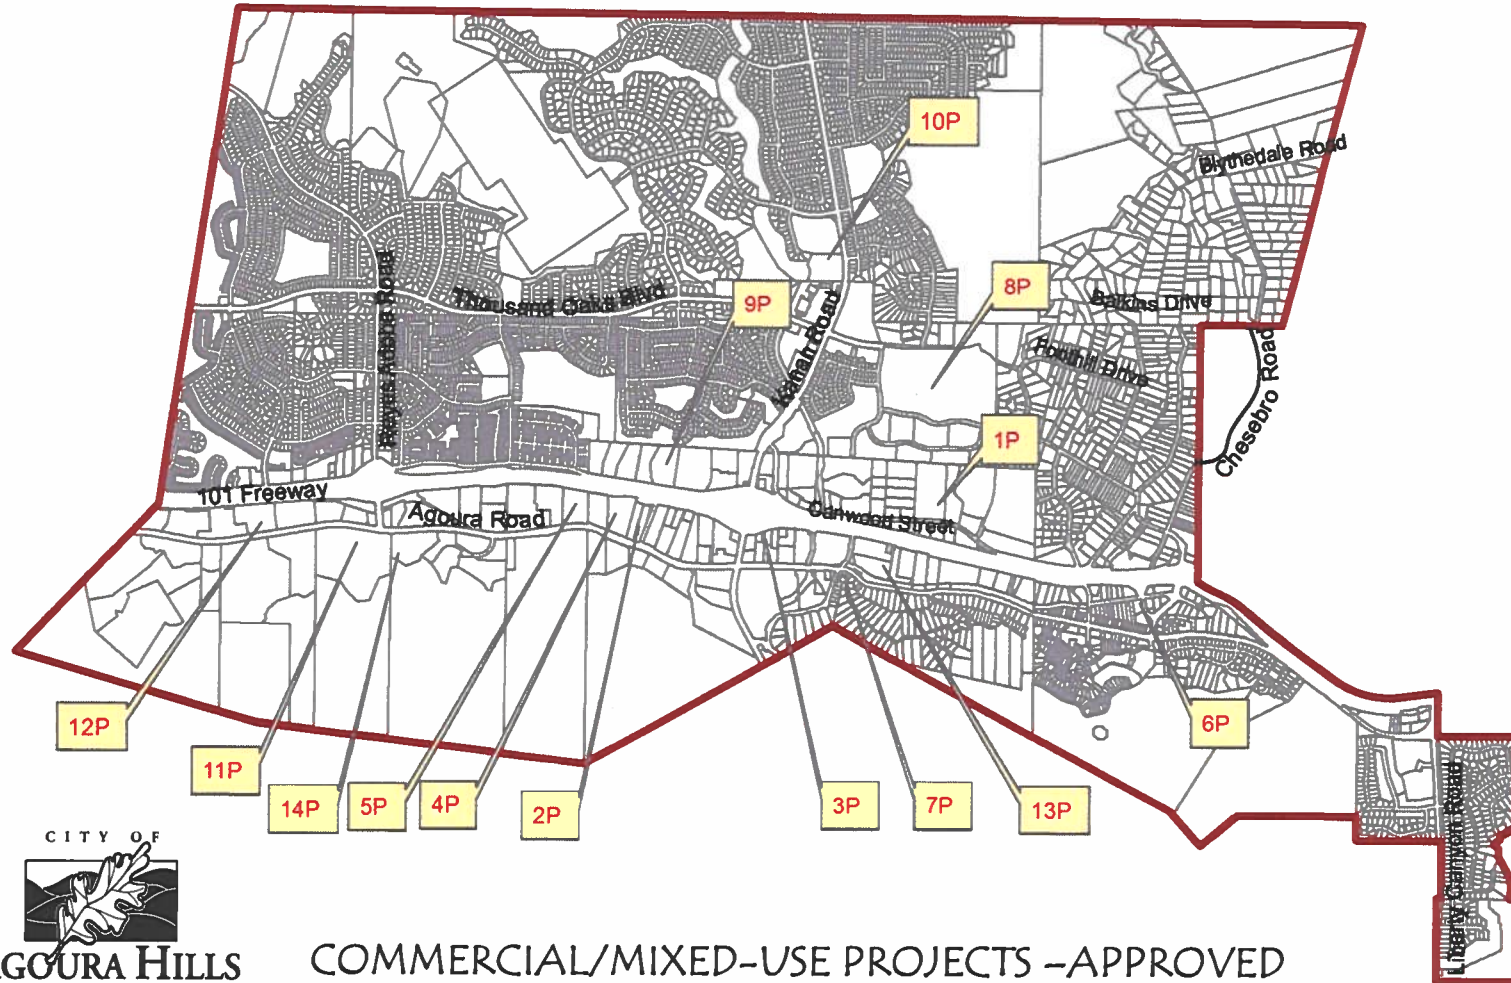 10P
Blythedale Road
8P
9P
Balkins Drive
Thousand Oaks Blvd
Reyes Adobe Road
Kanan Road
Foothill Drive
Chesebro Road
1P
101 Freeway
Agoura Road
Canwood Street
12P
11P
14P
5P
4P
2P
3P
7P
13P
6P
Liberty Canyon Road
CITY OF
GOURA HILLS
COMMERCIAL/MIXED-USE PROJECTS -APPROVED